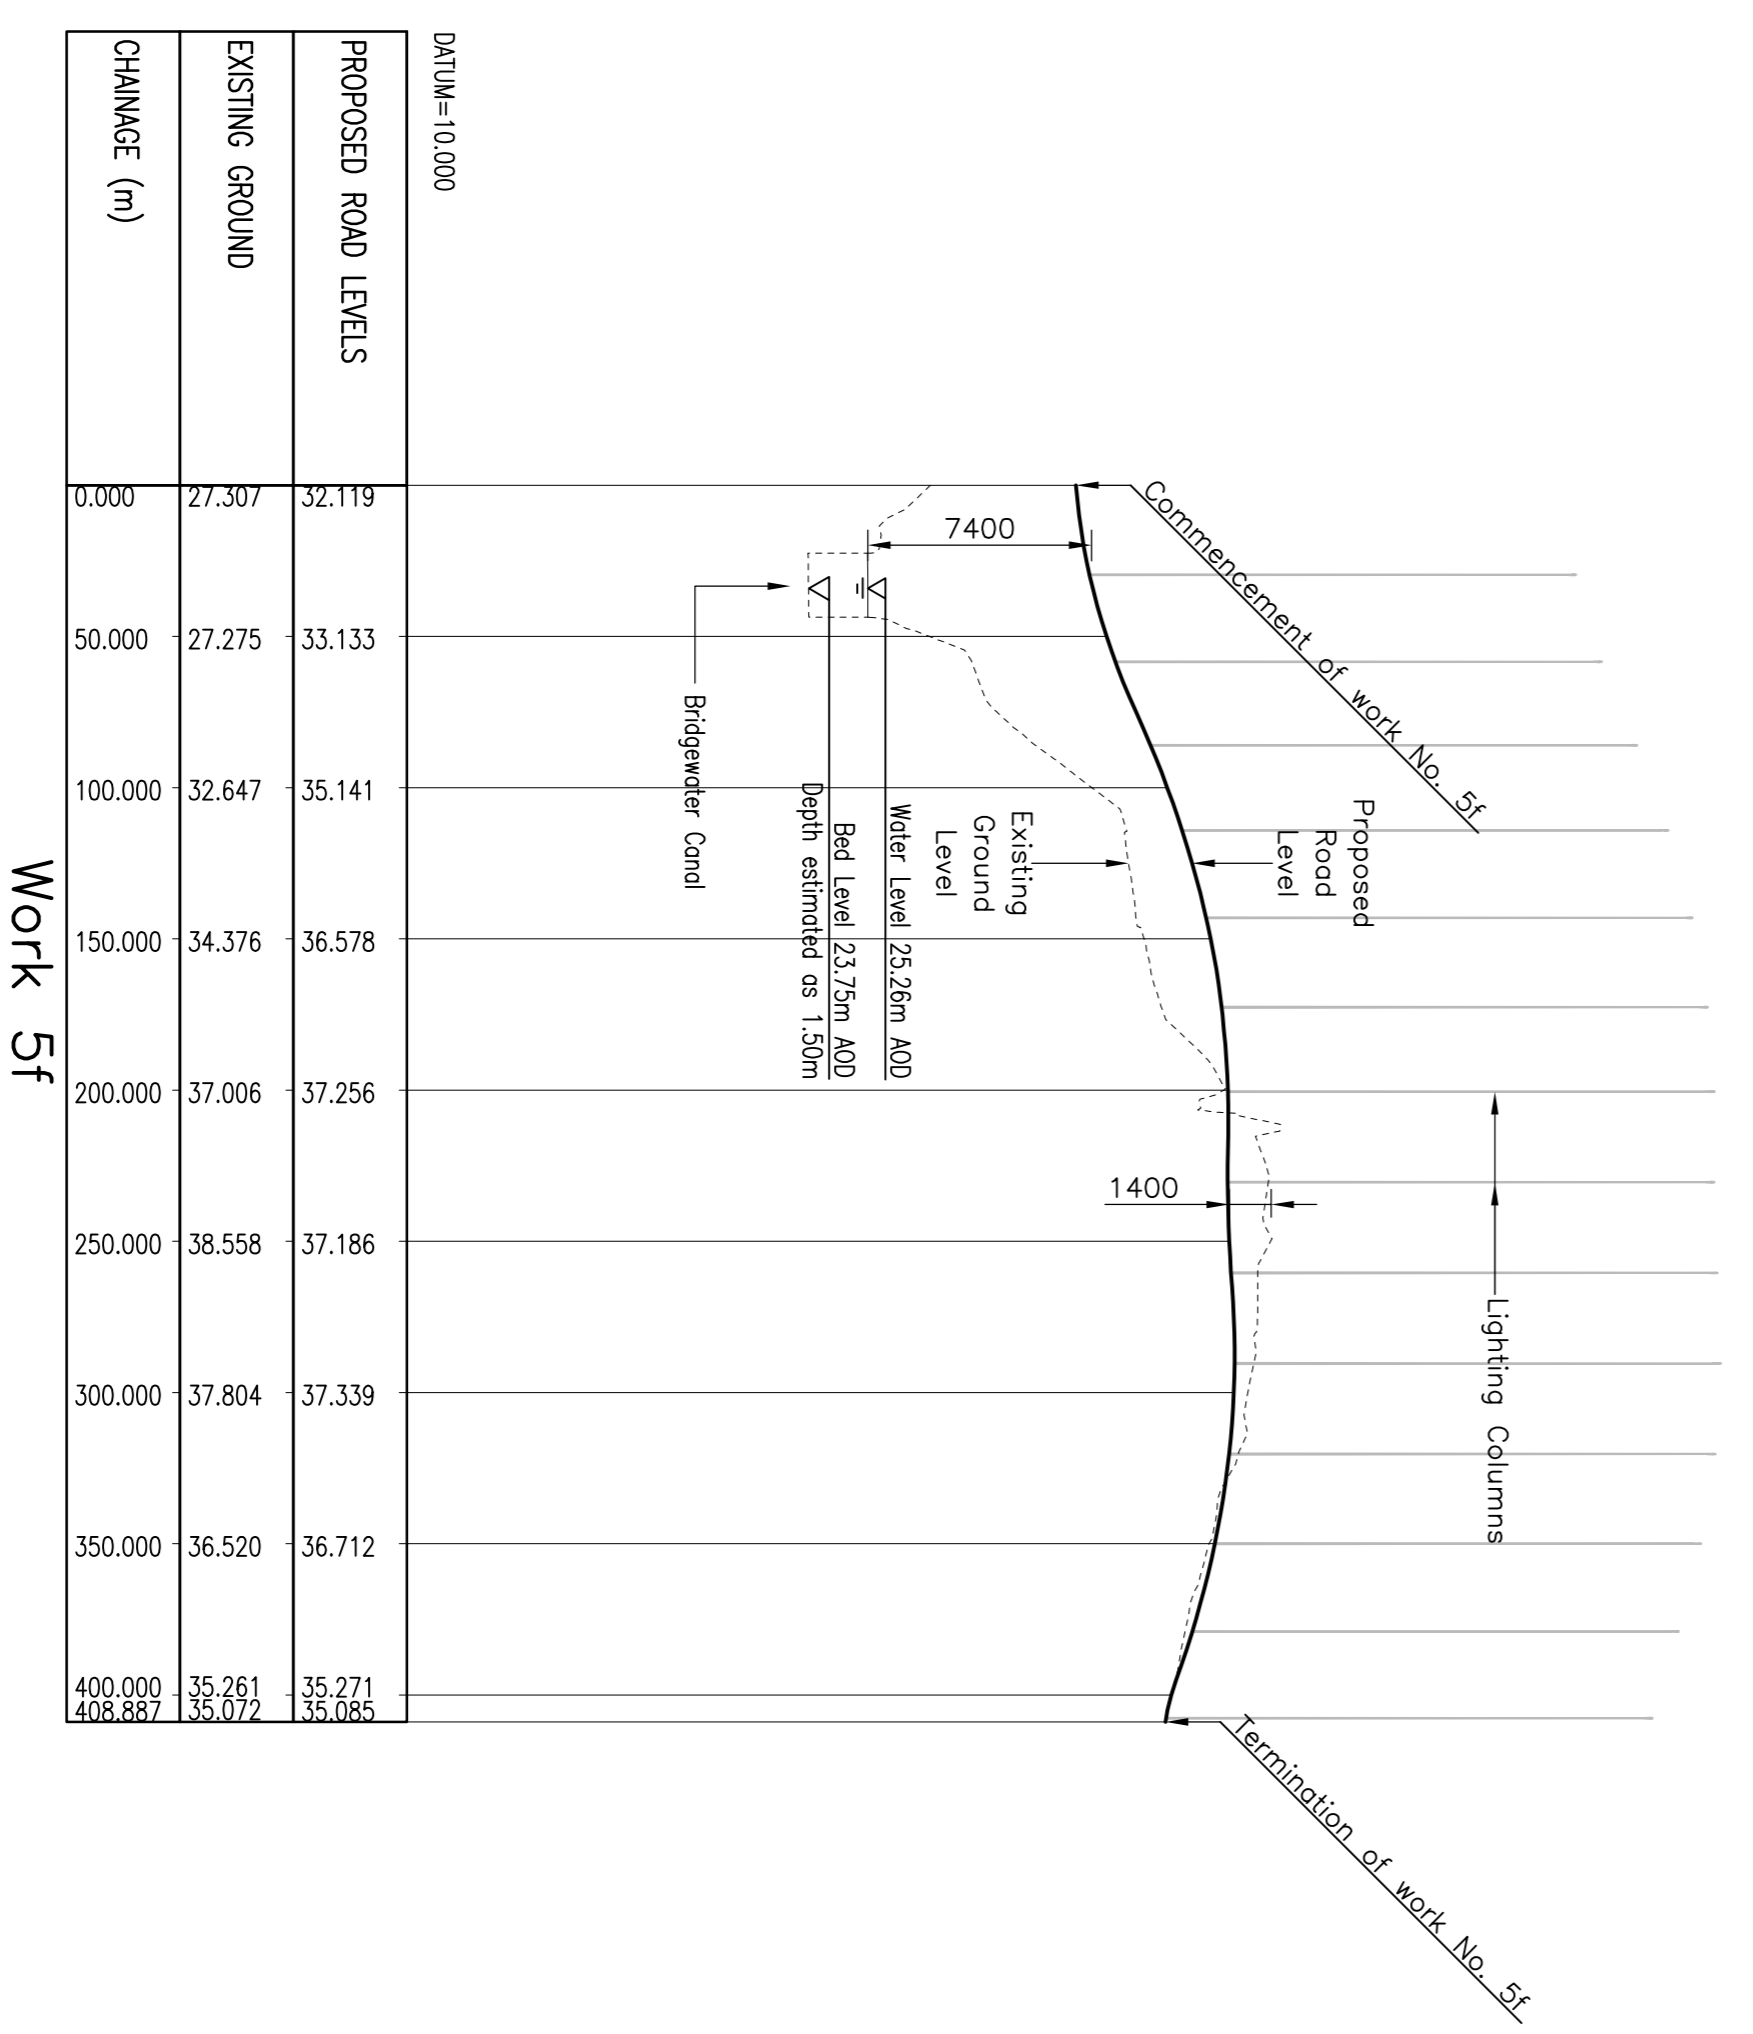 Commencement of work No. 5f
Termination of work No. 5f
Lighting Columns
Proposed
Road
Level
1400
Existing
Ground
Level
7400
Water Level 25.26m AOD
Bed Level 23.75m AOD
Depth estimated as 1.50m
Bridgewater Canal
DATUM=10.000
PROPOSED ROAD LEVELS 32.119 33.133 35.141 36.578 37.256 37.186 37.339 36.712 35.271 35.085
EXISTING GROUND 27.307 27.275 32.647 34.376 37.006 38.558 37.804 36.520 35.261 35.072
CHAINAGE (m) 0.000 50.000 100.000 150.000 200.000 250.000 300.000 350.000 400.000 408.887
Work 5f